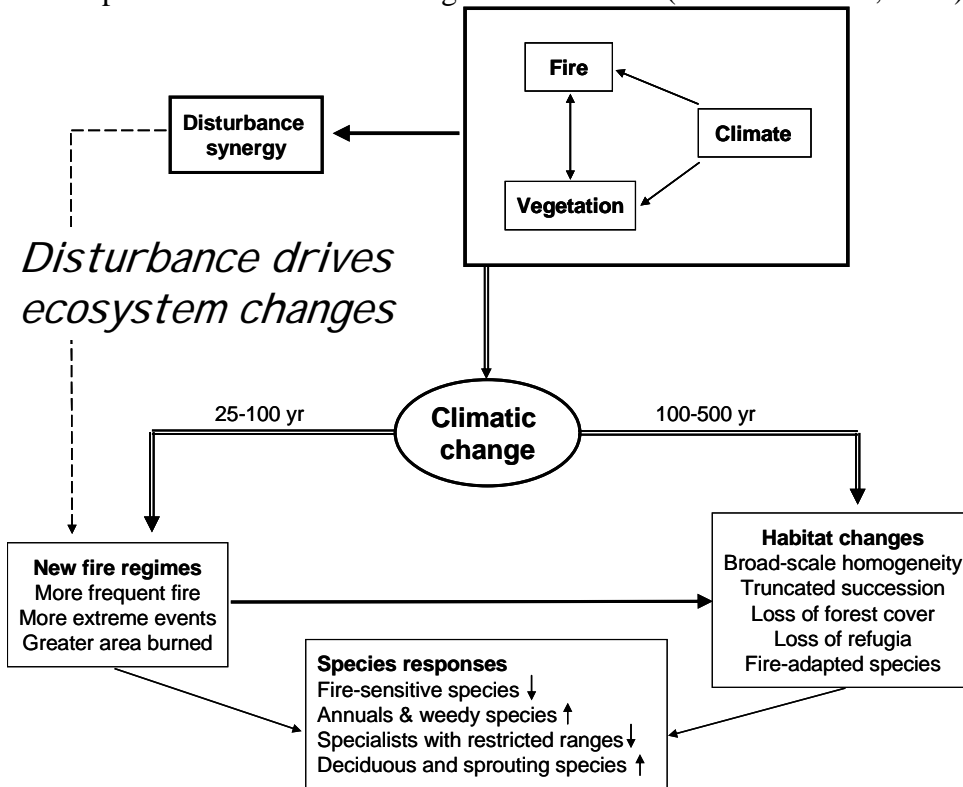 Fire
Disturbance
synergy
Climate
Vegetation
Disturbance drives
ecosystem changes
25-100 yr
Climatic
change
100-500 yr
New fire regimes
More frequent fire
More extreme events
Greater area burned
Habitat changes
Broad-scale homogeneity
Truncated succession
Loss of forest cover
Loss of refugia
Fire-adapted species
Species responses
Fire-sensitive species ↓
Annuals & weedy species ↑
Specialists with restricted ranges ↓
Deciduous and sprouting species ↑